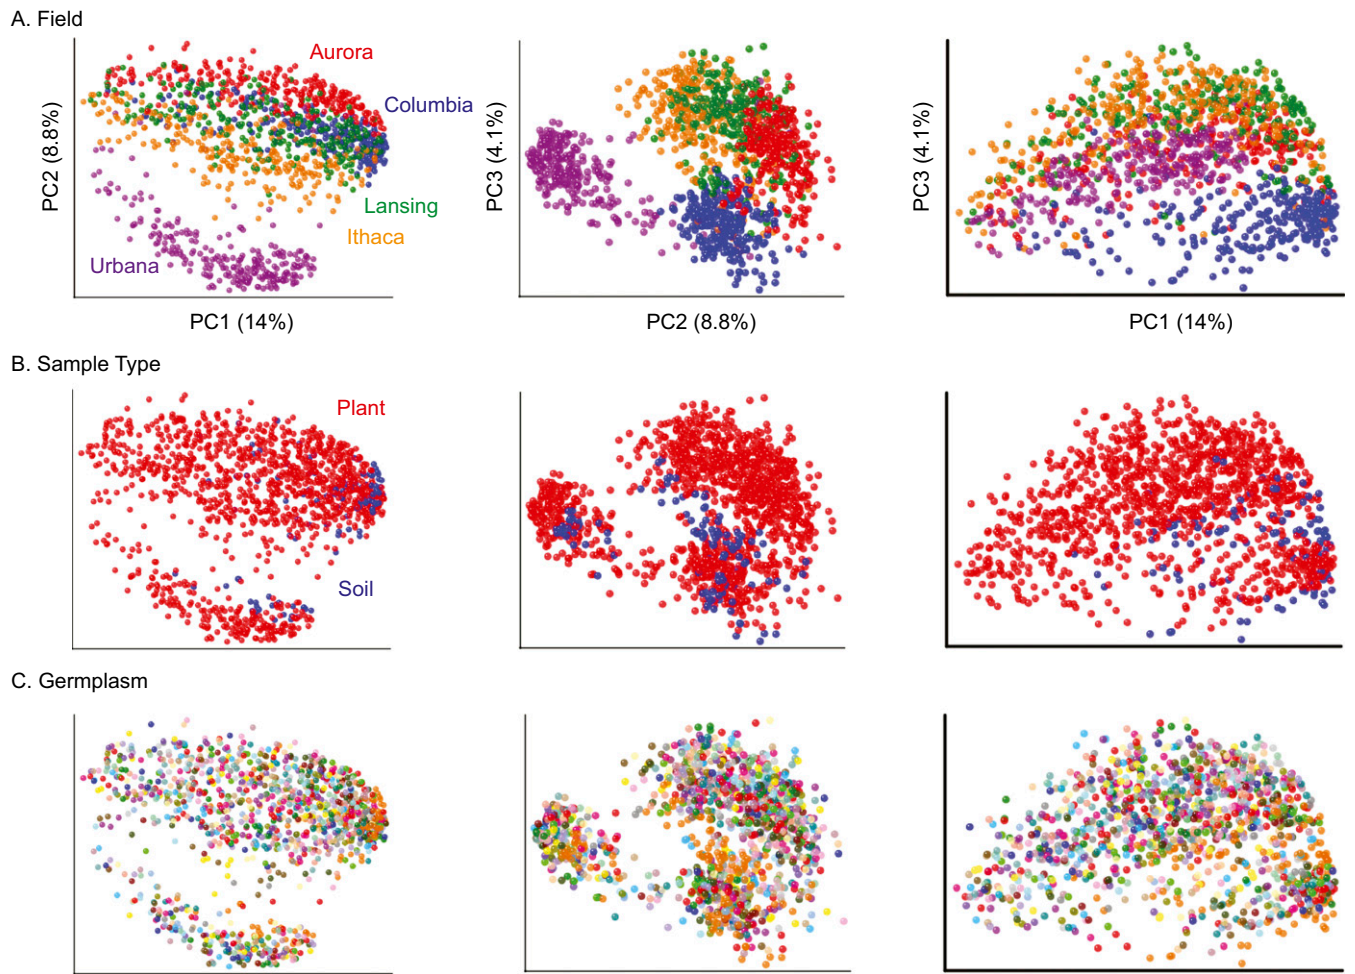 A. Field
PC2 (8.8%)
Aurora
Columbia
Lansing
Ithaca
Urbana
PC1 (14%)
PC3 (4.1%)
PC2 (8.8%)
PC3 (4.1%)
PC1 (14%)
B. Sample Type
Plant
Soil
C. Germplasm